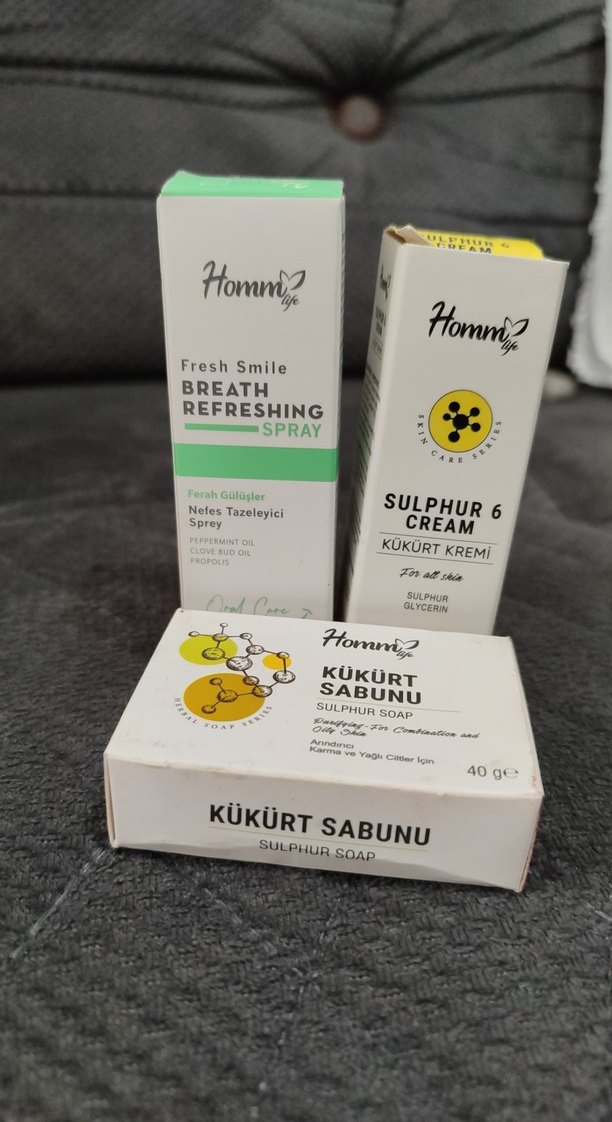 Homm
life
Fresh Smile
BREATH
REFRESHING
SPRAY
Ferah Gülüşler
Nefes Tazeleyici
Sprey
PEPPERMINT OIL
CLOVE BUD OIL
PROPOLIS
Oral Care
SULPHUR 6
CREAM
Homm
life
SKIN CARE SERIES
SULPHUR 6
CREAM
KÜKÜRT KREMİ
For all skin
SULPHUR
GLYCERIN
Homm
life
HERBAL SOAP SERIES
KÜKÜRT
SABUNU
SULPHUR SOAP
Purifying-For Combination and
Oily Skin
Arındırıcı
Karma ve Yağlı Ciltler İçin
40 g℮
KÜKÜRT SABUNU
SULPHUR SOAP